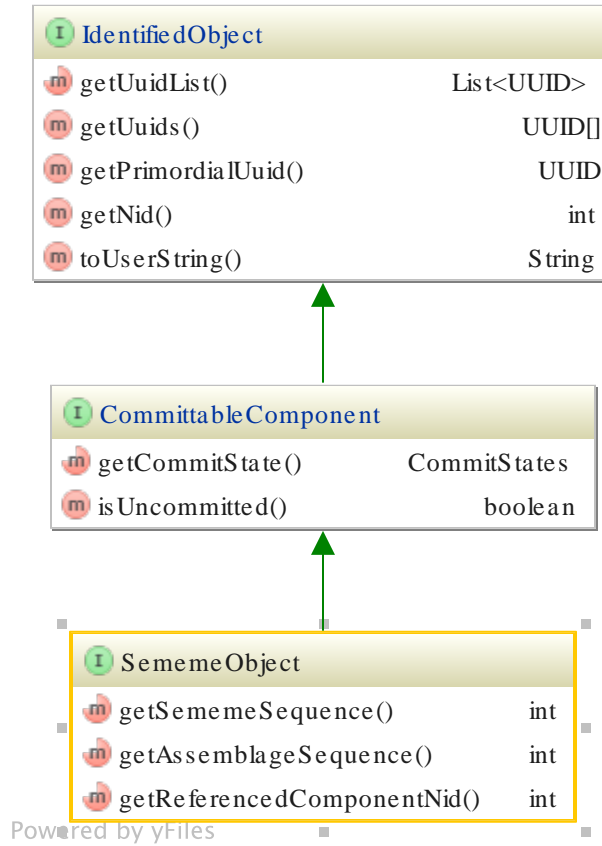 I IdentifiedObject
m getUuidList() List<UUID>
m getUuids() UUID[]
m getPrimordialUuid() UUID
m getNid() int
m toUserString() String
I CommittableComponent
m getCommitState() CommitStates
m isUncommitted() boolean
I SememeObject
m getSememeSequence() int
m getAssemblageSequence() int
m getReferencedComponentNid() int
Powered by yFiles